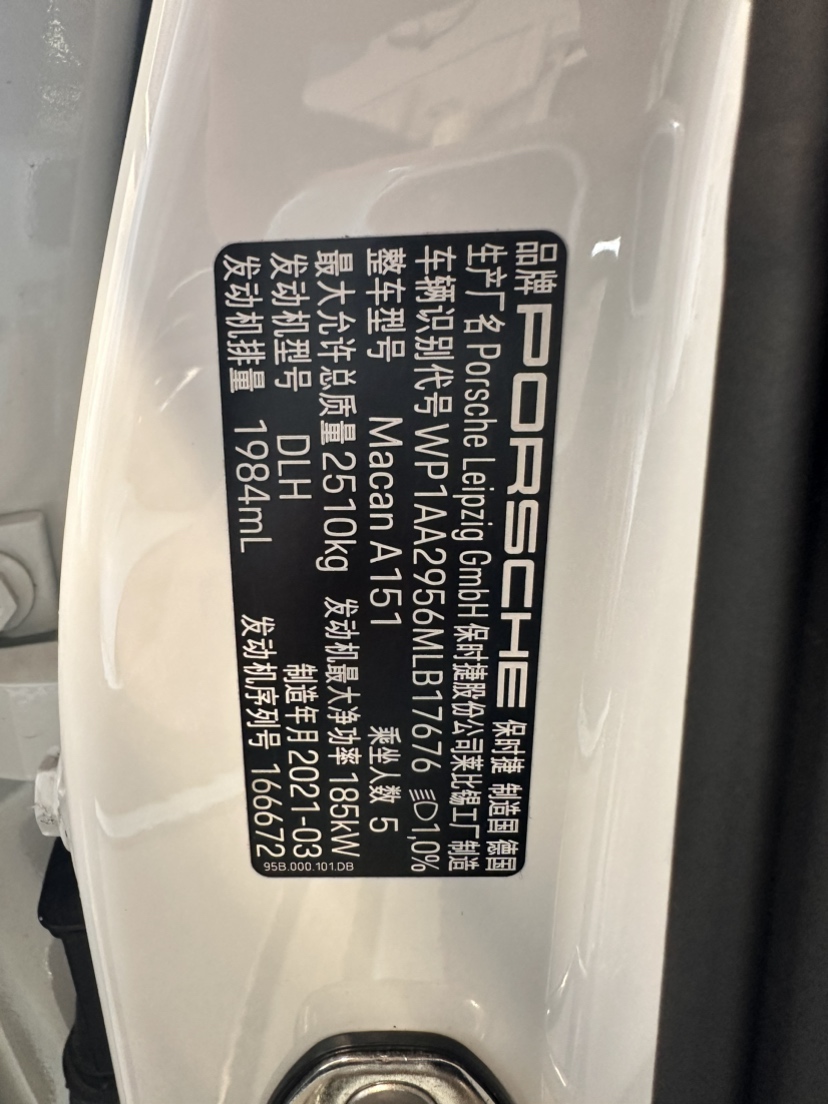 品牌 PORSCHE 保时捷 制造国 德国
生产厂名 Porsche Leipzig GmbH 保时捷股份公司莱比锡工厂制造
车辆识别代号 WP1AA2956MLB17676 1,0%
整车型号 Macan A151 乘坐人数 5
最大允许总质量 2510kg 发动机最大净功率 185kW
发动机型号 DLH 制造年月 2021-03
发动机排量 1984mL 发动机序列号 166672
95B.000.101.DB